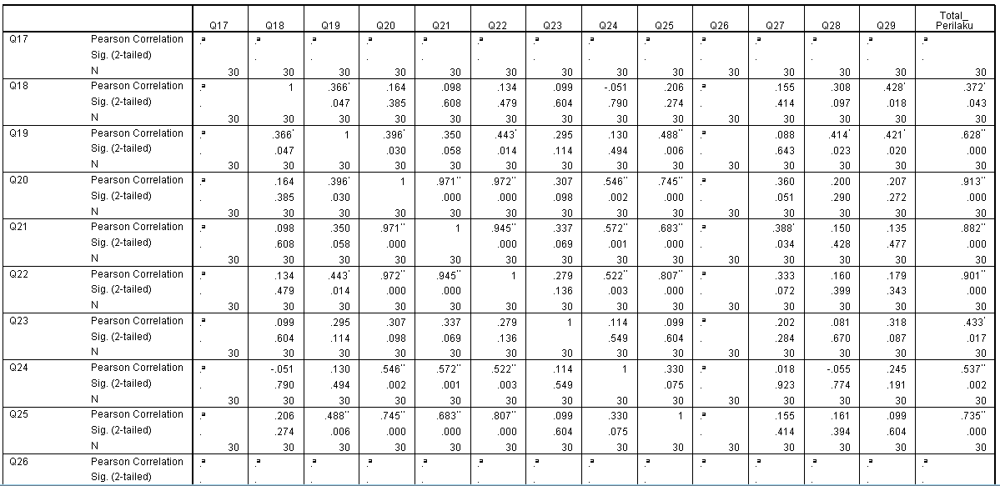 Q17 Q18 Q19 Q20 Q21 Q22 Q23 Q24 Q25 Q26 Q27 Q28 Q29 Total_
Perilaku
Q17 Pearson Correlation .a .a .a .a .a .a .a .a .a .a .a .a .a .a
Sig. (2-tailed) . . . . . . . . . . . . .
N 30 30 30 30 30 30 30 30 30 30 30 30 30 30
Q18 Pearson Correlation .a 1 .366* .164 .098 .134 .099 -.051 .206 .a .155 .308 .428* .372*
Sig. (2-tailed) . .047 .385 .608 .479 .604 .790 .274 . .414 .097 .018 .043
N 30 30 30 30 30 30 30 30 30 30 30 30 30 30
Q19 Pearson Correlation .a .366* 1 .396* .350 .443* .295 .130 .488** .a .088 .414* .421* .628**
Sig. (2-tailed) . .047 .030 .058 .014 .114 .494 .006 . .643 .023 .020 .000
N 30 30 30 30 30 30 30 30 30 30 30 30 30 30
Q20 Pearson Correlation .a .164 .396* 1 .971** .972** .307 .546** .745** .a .360 .200 .207 .913**
Sig. (2-tailed) . .385 .030 .000 .000 .098 .002 .000 . .051 .290 .272 .000
N 30 30 30 30 30 30 30 30 30 30 30 30 30 30
Q21 Pearson Correlation .a .098 .350 .971** 1 .945** .337 .572** .683** .a .388* .150 .135 .882**
Sig. (2-tailed) . .608 .058 .000 .000 .069 .001 .000 . .034 .428 .477 .000
N 30 30 30 30 30 30 30 30 30 30 30 30 30 30
Q22 Pearson Correlation .a .134 .443* .972** .945** 1 .279 .522** .807** .a .333 .160 .179 .901**
Sig. (2-tailed) . .479 .014 .000 .000 .136 .003 .000 . .072 .399 .343 .000
N 30 30 30 30 30 30 30 30 30 30 30 30 30 30
Q23 Pearson Correlation .a .099 .295 .307 .337 .279 1 .114 .099 .a .202 .081 .318 .433*
Sig. (2-tailed) . .604 .114 .098 .069 .136 .549 .604 . .284 .670 .087 .017
N 30 30 30 30 30 30 30 30 30 30 30 30 30 30
Q24 Pearson Correlation .a -.051 .130 .546** .572** .522** .114 1 .330 .a .018 -.055 .245 .537**
Sig. (2-tailed) . .790 .494 .002 .001 .003 .549 .075 . .923 .774 .191 .002
N 30 30 30 30 30 30 30 30 30 30 30 30 30 30
Q25 Pearson Correlation .a .206 .488** .745** .683** .807** .099 .330 1 .a .155 .161 .099 .735**
Sig. (2-tailed) . .274 .006 .000 .000 .000 .604 .075 . .414 .394 .604 .000
N 30 30 30 30 30 30 30 30 30 30 30 30 30 30
Q26 Pearson Correlation .a .a .a .a .a .a .a .a .a .a .a .a .a .a
Sig. (2-tailed) . . . . . . . . . . . . .